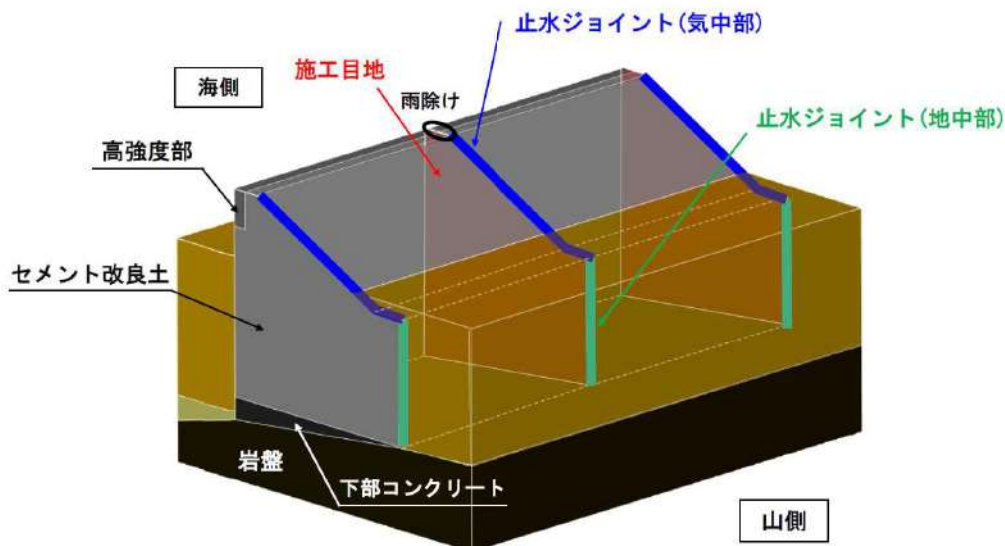 止水ジョイント(気中部)
施工目地
海側
雨除け
止水ジョイント(地中部)
高強度部
セメント改良土
岩盤
下部コンクリート
山側